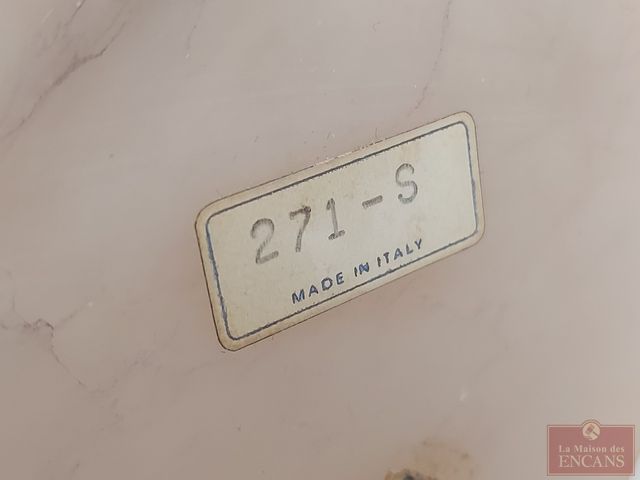 271-S
MADE IN ITALY
La Maison des
ENCANS